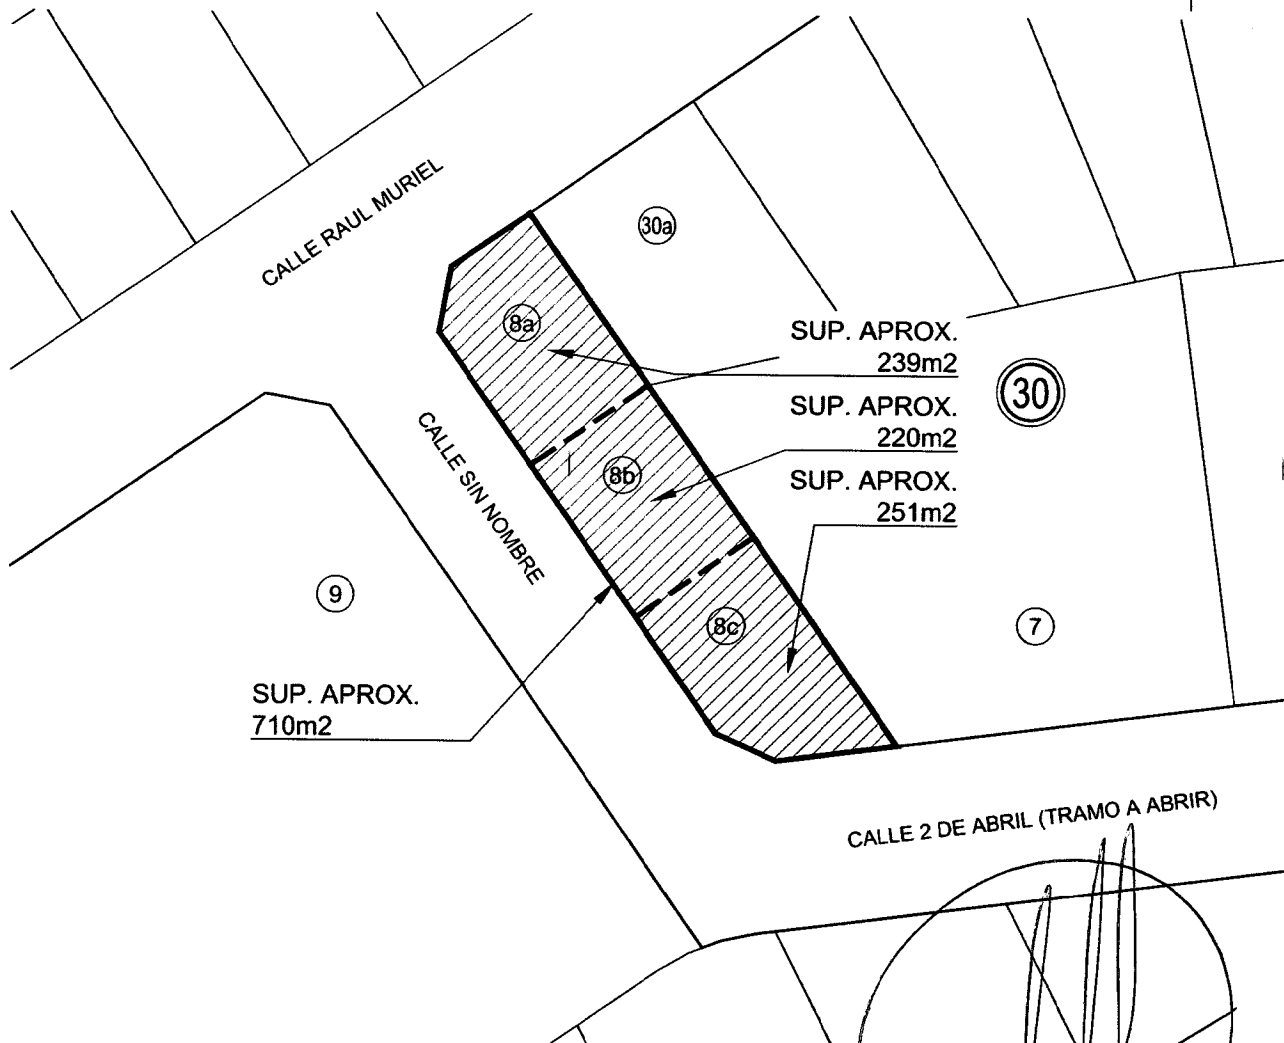 CALLE RAUL MURIEL
30a
8a
SUP. APROX.
239m2
30
SUP. APROX.
220m2
CALLE SIN NOMBRE
8b
SUP. APROX.
251m2
9
8c
7
SUP. APROX.
710m2
CALLE 2 DE ABRIL (TRAMO A ABRIR)